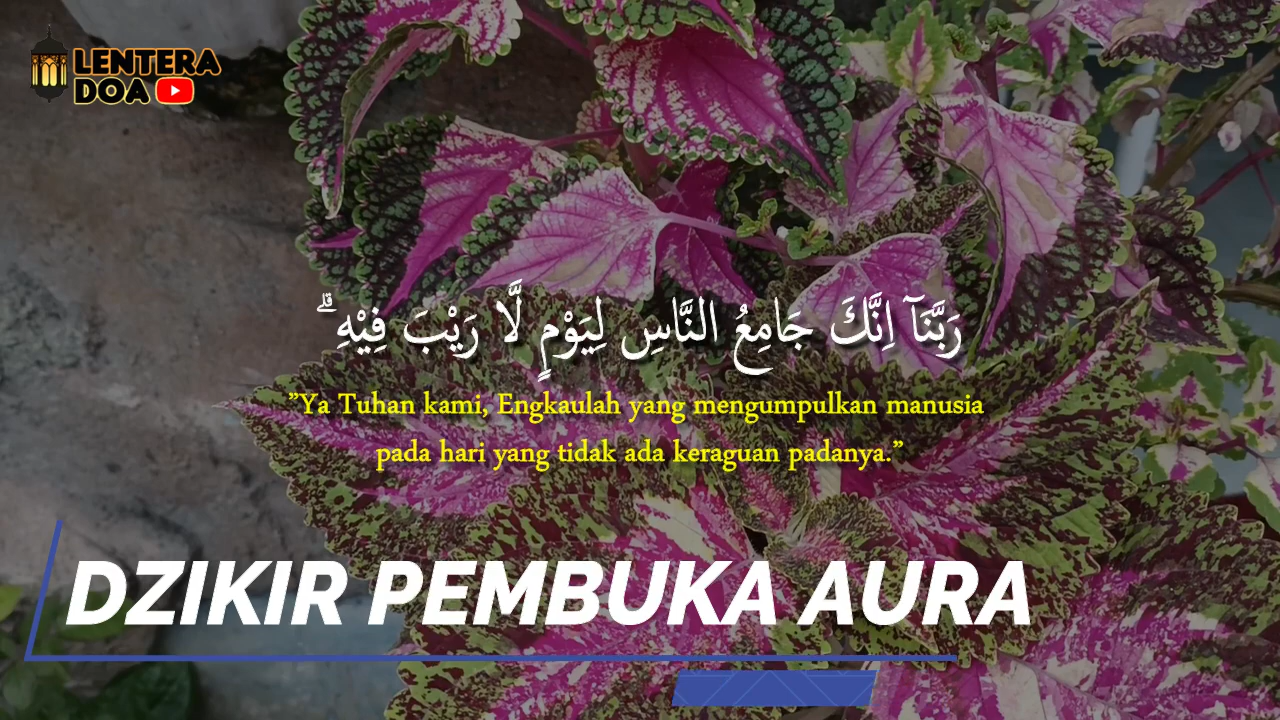 LENTERA
DOA
رَبَّنَآ اِنَّكَ جَامِعُ النَّاسِ لِيَوْمٍ لَّا رَيْبَ فِيْهِ ۗ
”Ya Tuhan kami, Engkaulah yang mengumpulkan manusia
pada hari yang tidak ada keraguan padanya.”
DZIKIR PEMBUKA AURA